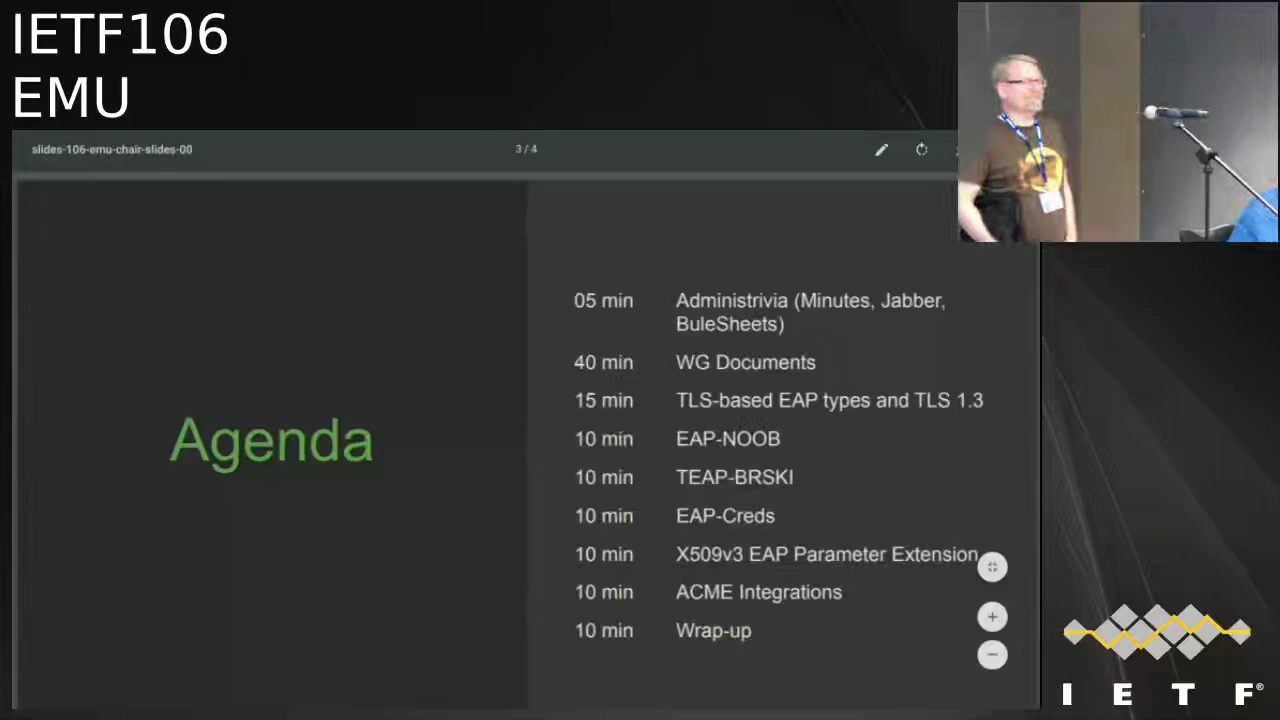 IETF106
EMU
slides-106-emu-chair-slides-00
3 / 4
Agenda
05 min Administrivia (Minutes, Jabber,
BuleSheets)
40 min WG Documents
15 min TLS-based EAP types and TLS 1.3
10 min EAP-NOOB
10 min TEAP-BRSKI
10 min EAP-Creds
10 min X509v3 EAP Parameter Extension
10 min ACME Integrations
10 min Wrap-up
I E T F®